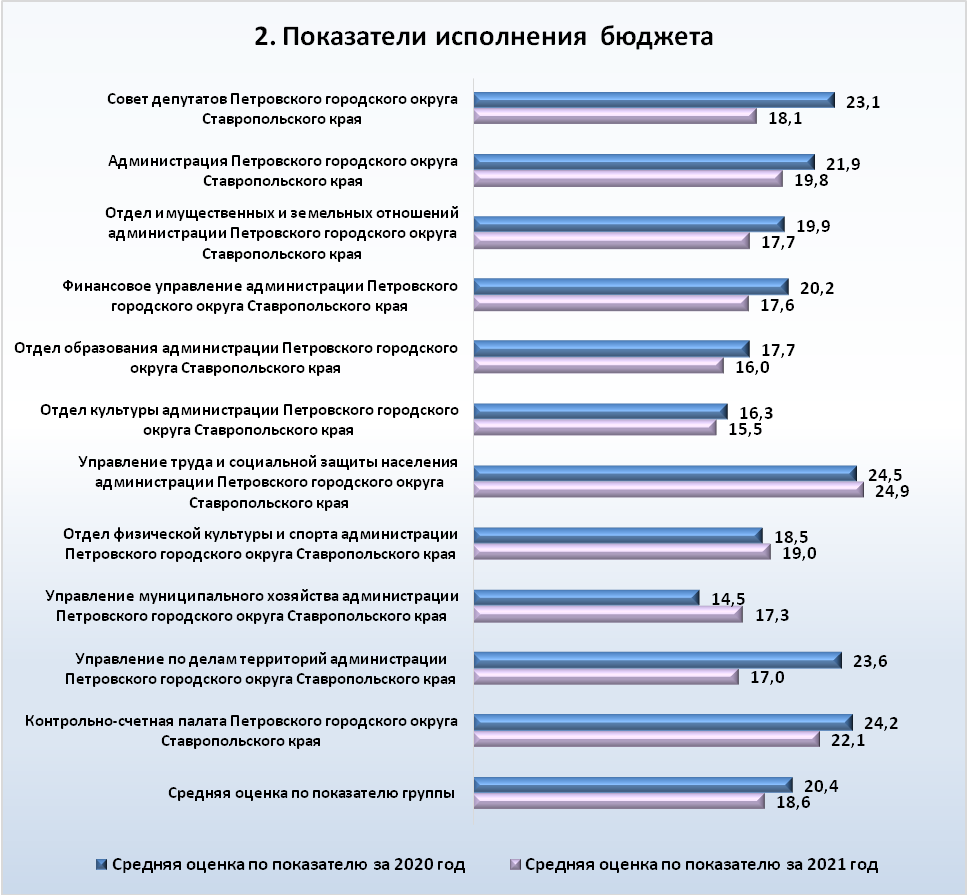 2. Показатели исполнения бюджета
Совет депутатов Петровского городского округа
Ставропольского края
23,1
18,1
Администрация Петровского городского округа
Ставропольского края
21,9
19,8
Отдел имущественных и земельных отношений
администрации Петровского городского округа
Ставропольского края
19,9
17,7
Финансовое управление администрации Петровского
городского округа Ставропольского края
20,2
17,6
Отдел образования администрации Петровского городского
округа Ставропольского края
17,7
16,0
Отдел культуры администрации Петровского городского
округа Ставропольского края
16,3
15,5
Управление труда и социальной защиты населения
администрации Петровского городского округа
Ставропольского края
24,5
24,9
Отдел физической культуры и спорта администрации
Петровского городского округа Ставропольского края
18,5
19,0
Управление муниципального хозяйства администрации
Петровского городского округа Ставропольского края
14,5
17,3
Управление по делам территорий администрации
Петровского городского округа Ставропольского края
23,6
17,0
Контрольно-счетная палата Петровского городского округа
Ставропольского края
24,2
22,1
Средняя оценка по показателю группы
20,4
18,6
Средняя оценка по показателю за 2020 год
Средняя оценка по показателю за 2021 год